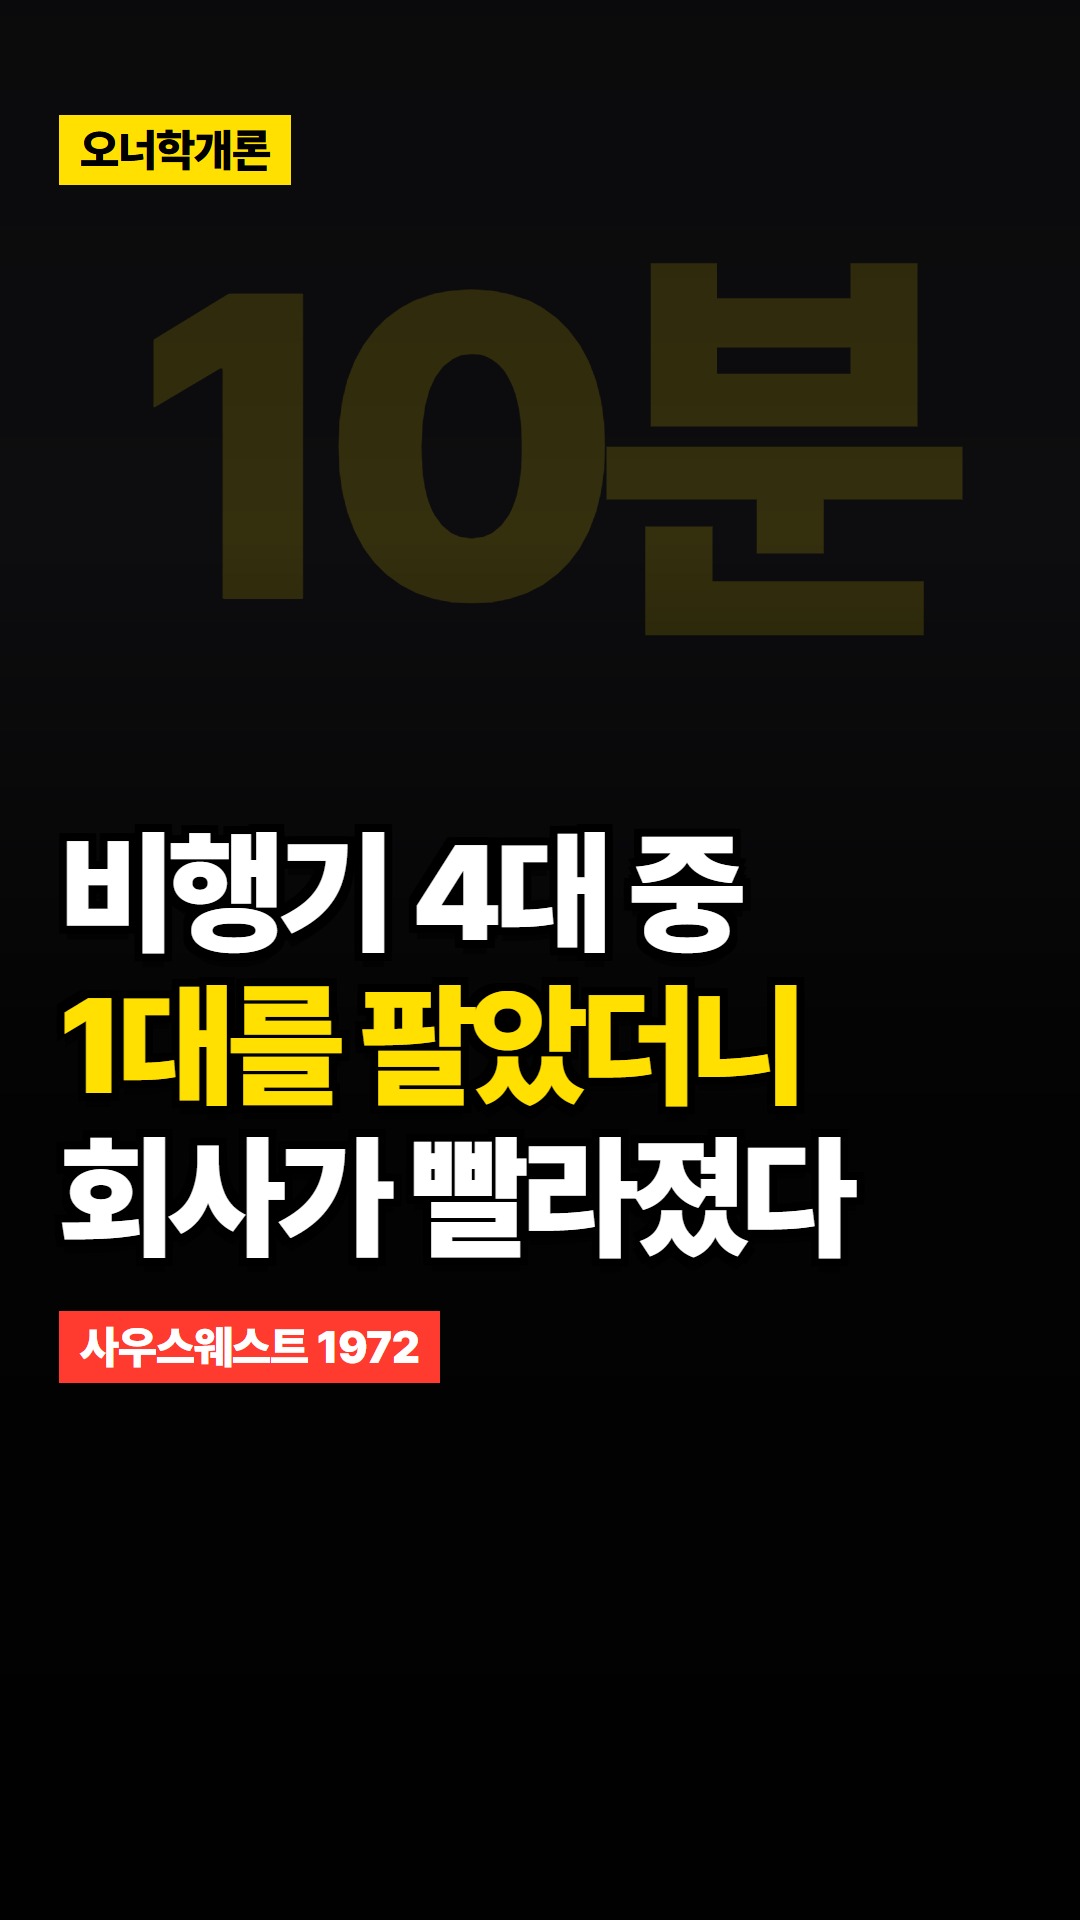 오너학개론
10분
비행기 4대 중
1대를 팔았더니
회사가 빨라졌다
사우스웨스트 1972